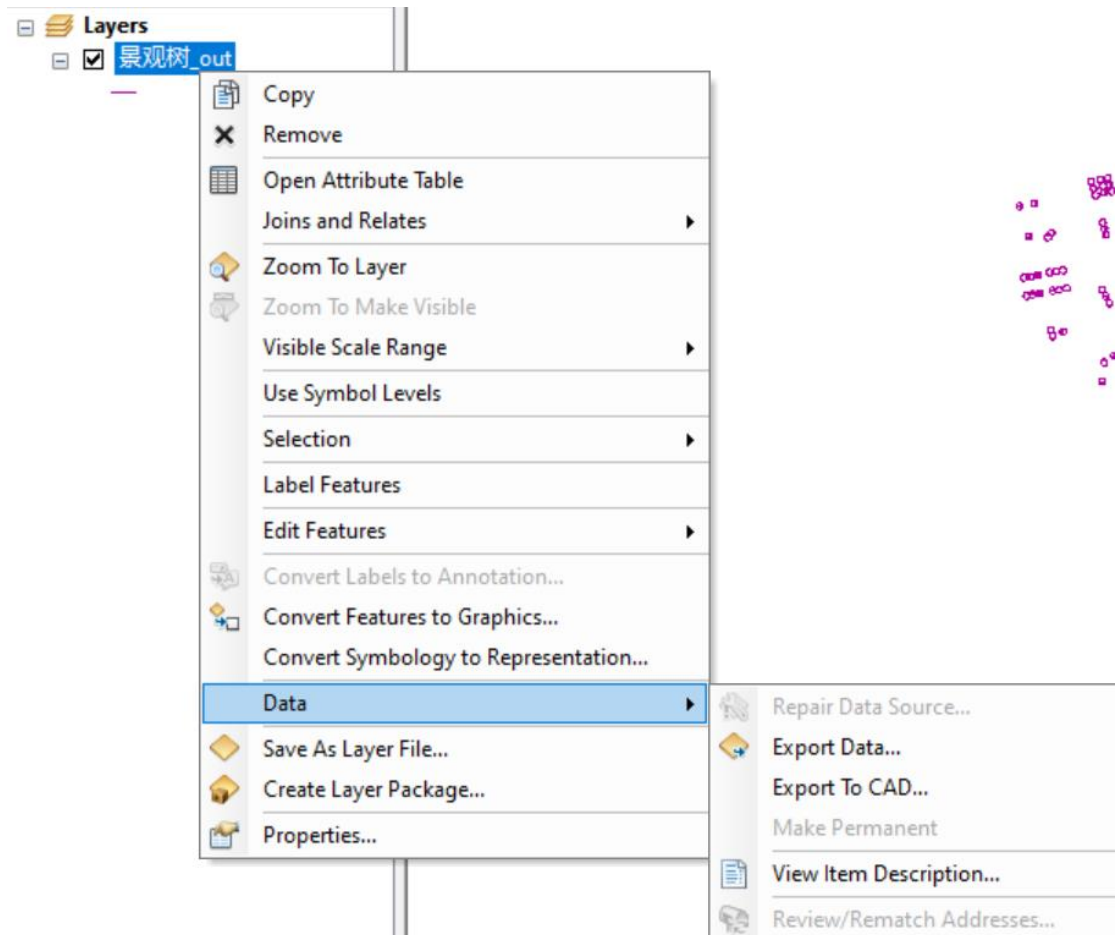 Layers
景观树_out
Copy
Remove
Open Attribute Table
Joins and Relates
Zoom To Layer
Zoom To Make Visible
Visible Scale Range
Use Symbol Levels
Selection
Label Features
Edit Features
Convert Labels to Annotation...
Convert Features to Graphics...
Convert Symbology to Representation...
Data
Save As Layer File...
Create Layer Package...
Properties...
Repair Data Source...
Export Data...
Export To CAD...
Make Permanent
View Item Description...
Review/Rematch Addresses...